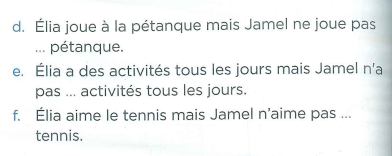 d. Élia joue à la pétanque mais Jamel ne joue pas
... pétanque.
e. Élia a des activités tous les jours mais Jamel n'a
pas ... activités tous les jours.
f. Élia aime le tennis mais Jamel n'aime pas ...
tennis.